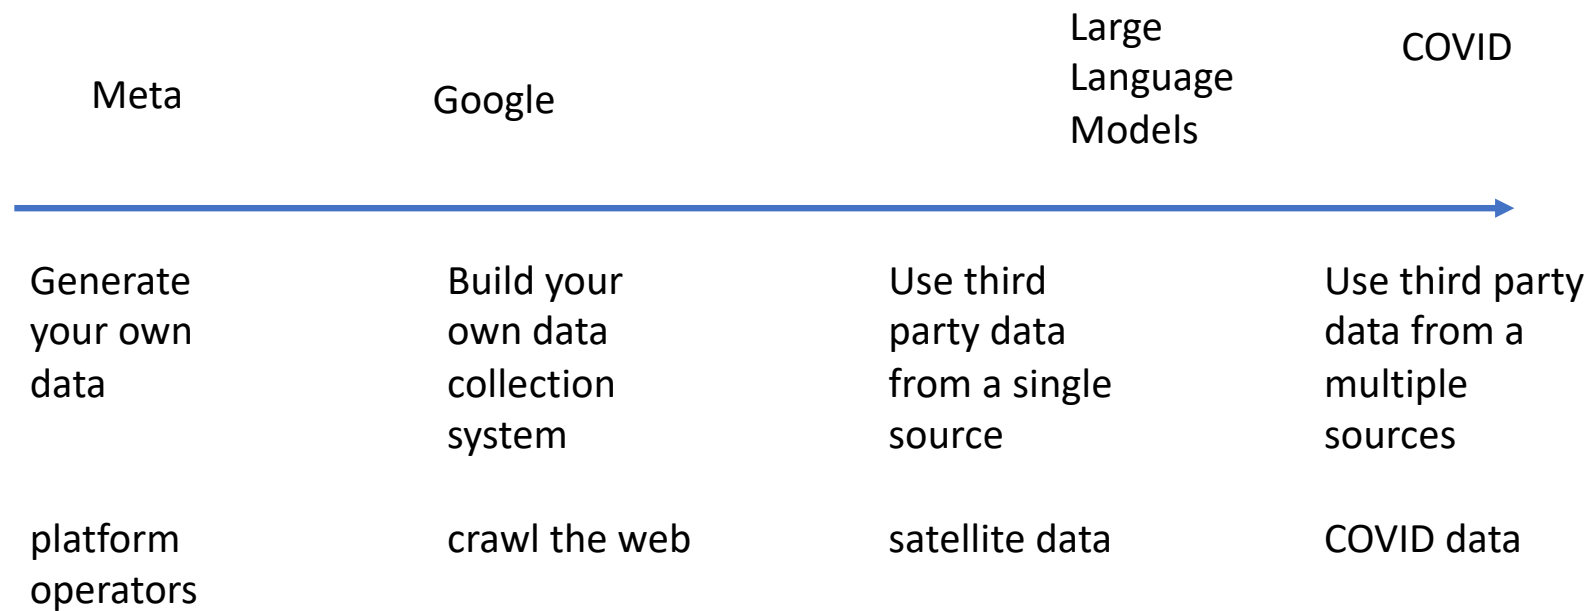 Meta
Google
Large
Language
Models
COVID
Generate
your own
data
Build your
own data
collection
system
Use third
party data
from a single
source
Use third party
data from a
multiple
sources
platform
operators
crawl the web
satellite data
COVID data